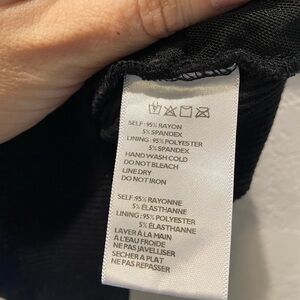 SELF: 95% RAYON
5% SPANDEX
LINING: 95% POLYESTER
5% SPANDEX
HAND WASH COLD
DO NOT BLEACH
LINE DRY
DO NOT IRON
SELF: 95% RAYONNE
5% ÉLASTHANNE
LINING: 95% POLYESTER
5% ÉLASTHANNE
LAVER À LA MAIN
À L'EAU FROIDE
NE PAS JAVELLISER
SECHER A PLAT
NE PAS REPASSER